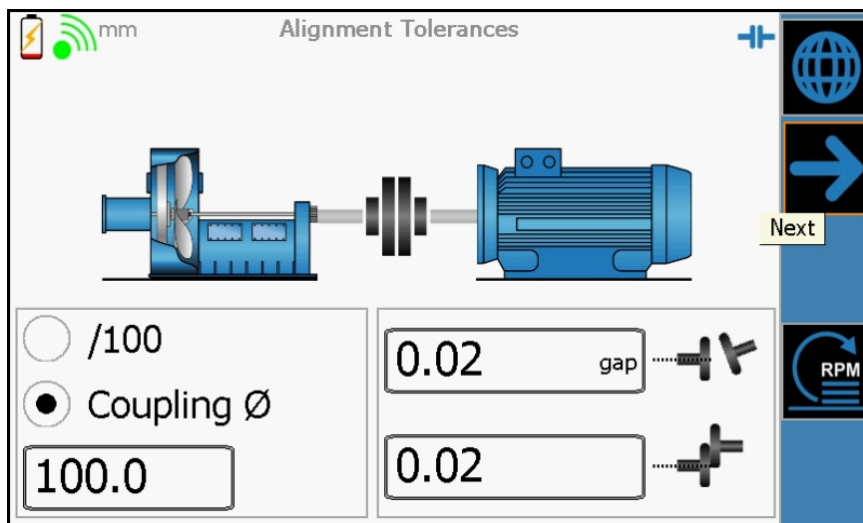 mm
Alignment Tolerances
Next
/100
Coupling Ø
100.0
0.02 gap
0.02
RPM